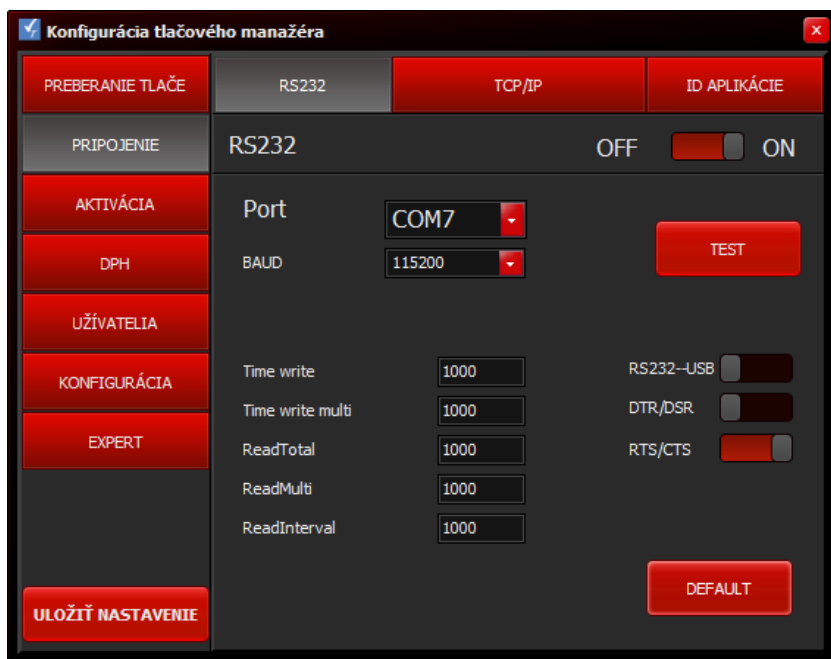 Konfigurácia tlačového manažéra
x
PREBERANIE TLAČE
RS232
TCP/IP
ID APLIKÁCIE
PRIPOJENIE
RS232
OFF
ON
AKTIVÁCIA
Port
COM7
TEST
DPH
BAUD
115200
UŽÍVATELIA
KONFIGURÁCIA
Time write
1000
RS232--USB
Time write multi
1000
DTR/DSR
EXPERT
ReadTotal
1000
RTS/CTS
ReadMulti
1000
ReadInterval
1000
DEFAULT
ULOŽIŤ NASTAVENIE